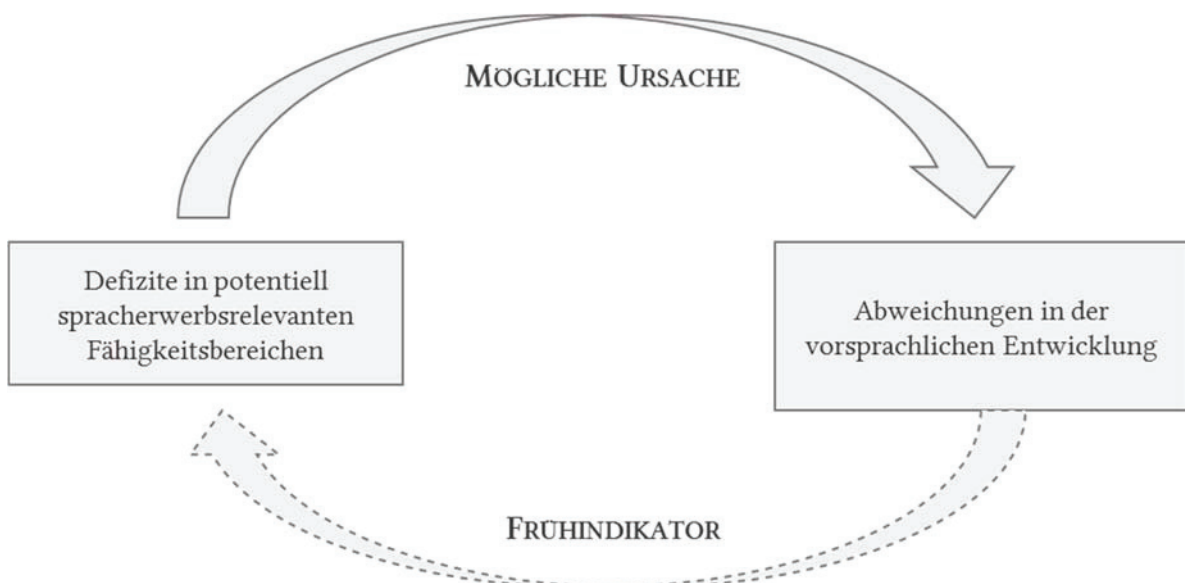 MÖGLICHE URSACHE
Defizite in potentiell
spracherwerbsrelevanten
Fähigkeitsbereichen
Abweichungen in der
vorsprachlichen Entwicklung
FRÜHINDIKATOR